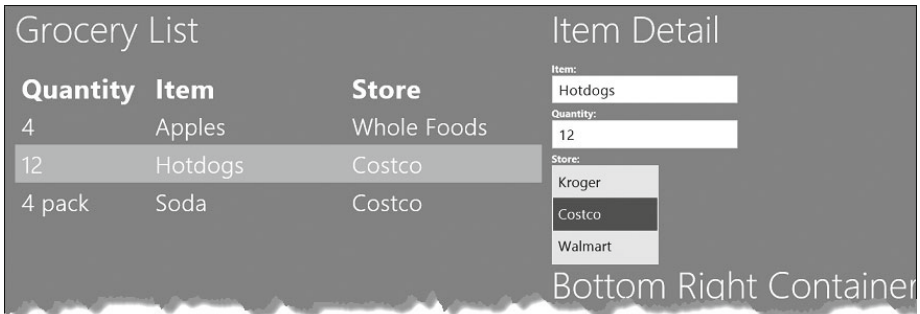 Grocery List
Quantity Item Store
4 Apples Whole Foods
12 Hotdogs Costco
4 pack Soda Costco
Item Detail
Item:
Hotdogs
Quantity:
12
Store:
Kroger
Costco
Walmart
Bottom Right Container